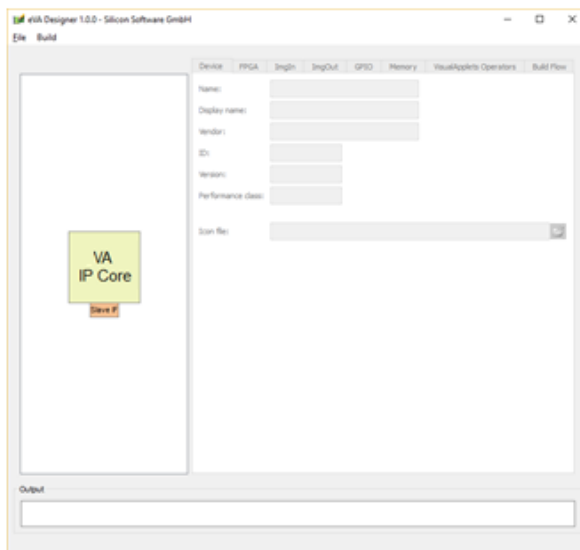 eVA Designer 1.0.0 - Silicon Software GmbH
File Build
Device FPGA ImgIn ImgOut GPIO Memory VisualApplets Operators Build Flow
Name:
Display name:
Vendor:
ID:
Version:
Performance class:
Icon file:
VA
IP Core
Slave IF
Output